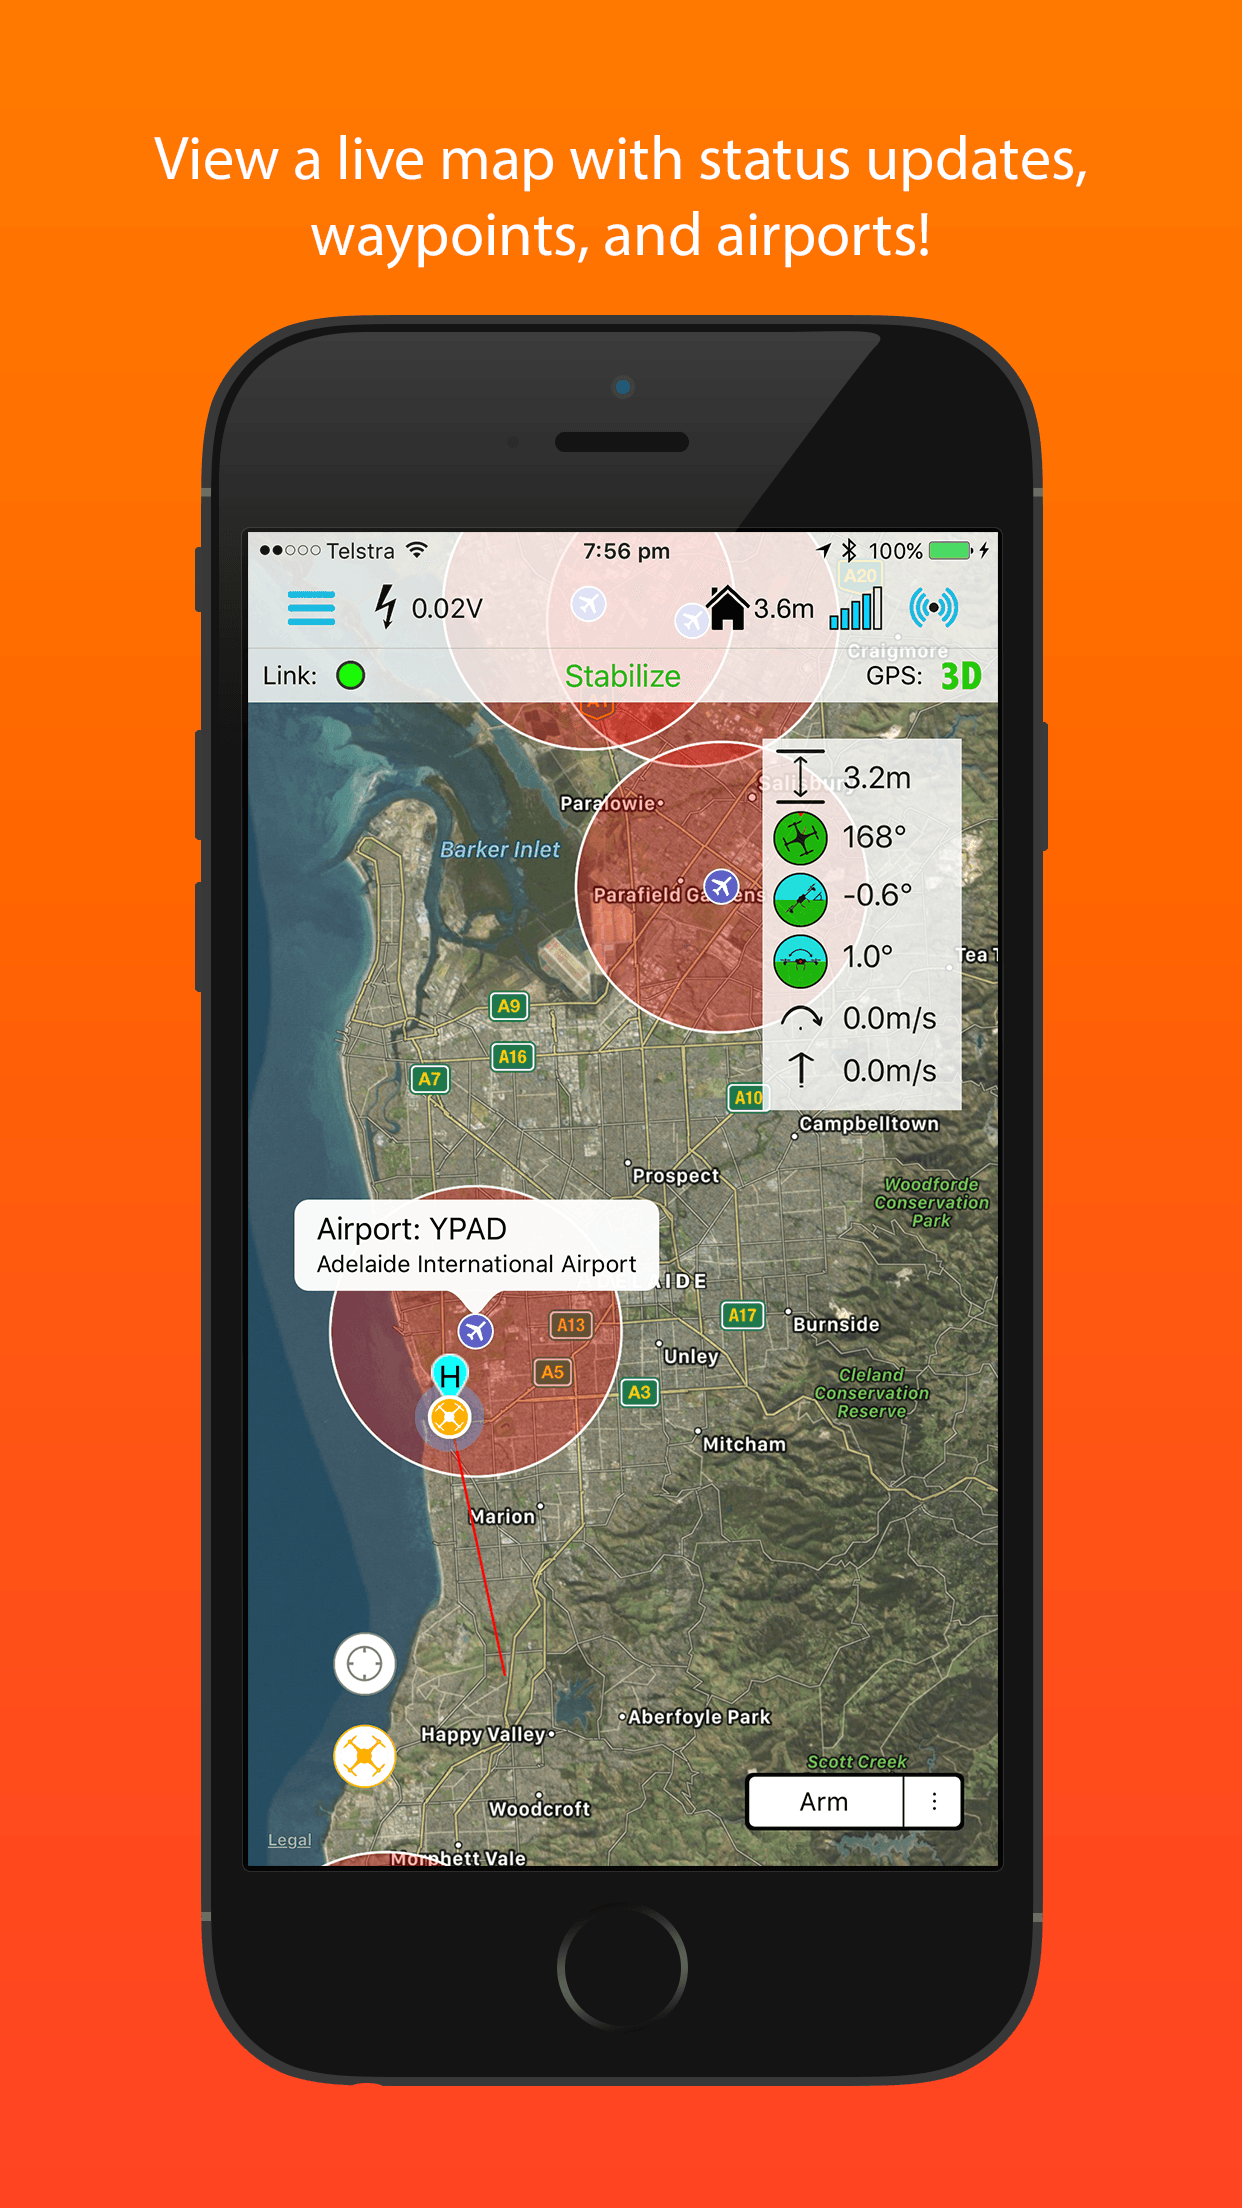 View a live map with status updates,
waypoints, and airports!
Telstra
7:56 pm
100%
0.02V
3.6m
A20
Craigmore
Link:
Stabilize
GPS: 3D
A1
3.2m
Salisbury
Paralowie
168°
Barker Inlet
Parafield Gardens
-0.6°
1.0°
Tea T
A9
0.0m/s
A16
0.0m/s
A7
A10
Campbelltown
Prospect
Woodforde
Conservation
Park
Airport: YPAD
Adelaide International Airport
ADELAIDE
A13
A17
Burnside
Unley
H
A5
A3
Cleland
Conservation
Reserve
Mitcham
Marion
Aberfoyle Park
Happy Valley
Scott Creek
Arm
Woodcroft
Legal
Morphett Vale